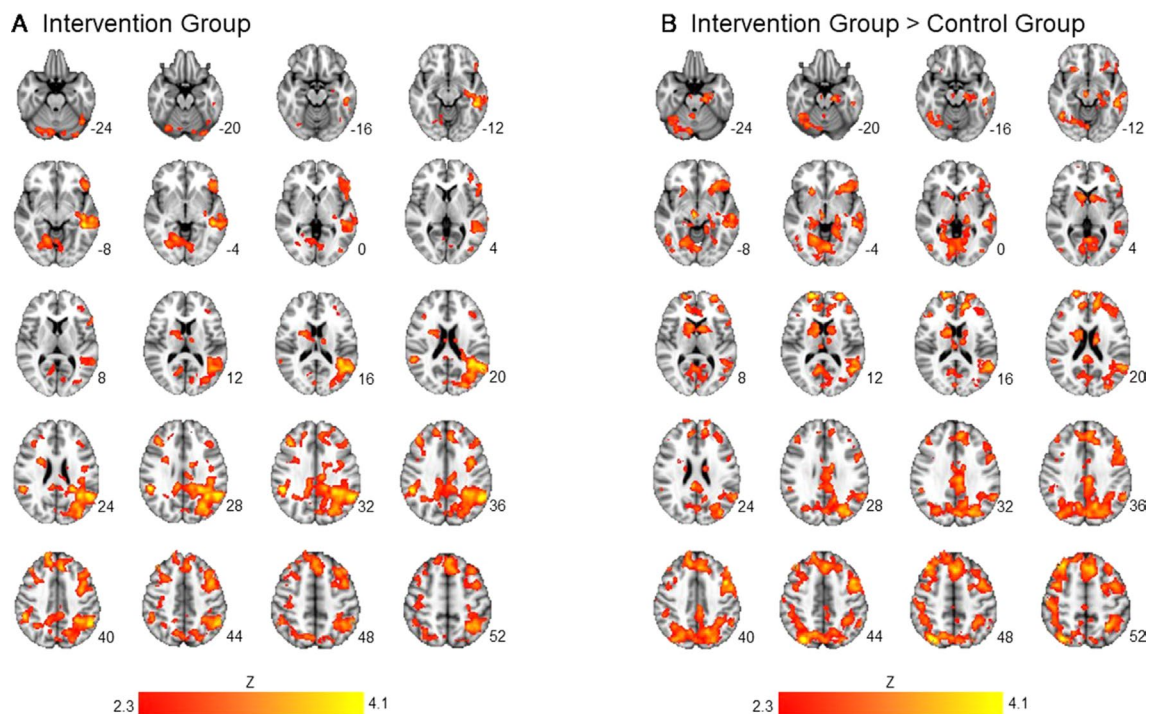 A Intervention Group
B Intervention Group > Control Group
-24 -20 -16 -12
-24 -20 -16 -12
-8 -4 0 4
-8 -4 0 4
8 12 16 20
8 12 16 20
24 28 32 36
24 28 32 36
40 44 48 52
40 44 48 52
Z
2.3 4.1
Z
2.3 4.1